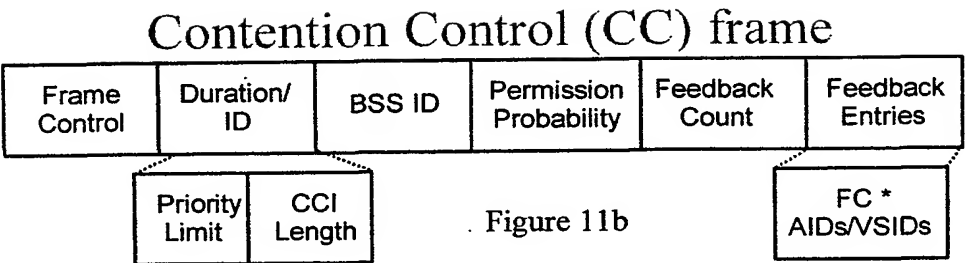 Contention Control (CC) frame
Frame
Control
Duration/
ID
BSS ID
Permission
Probability
Feedback
Count
Feedback
Entries
Priority
Limit
CCI
Length
Figure 11b
FC *
AIDs/VSIDs